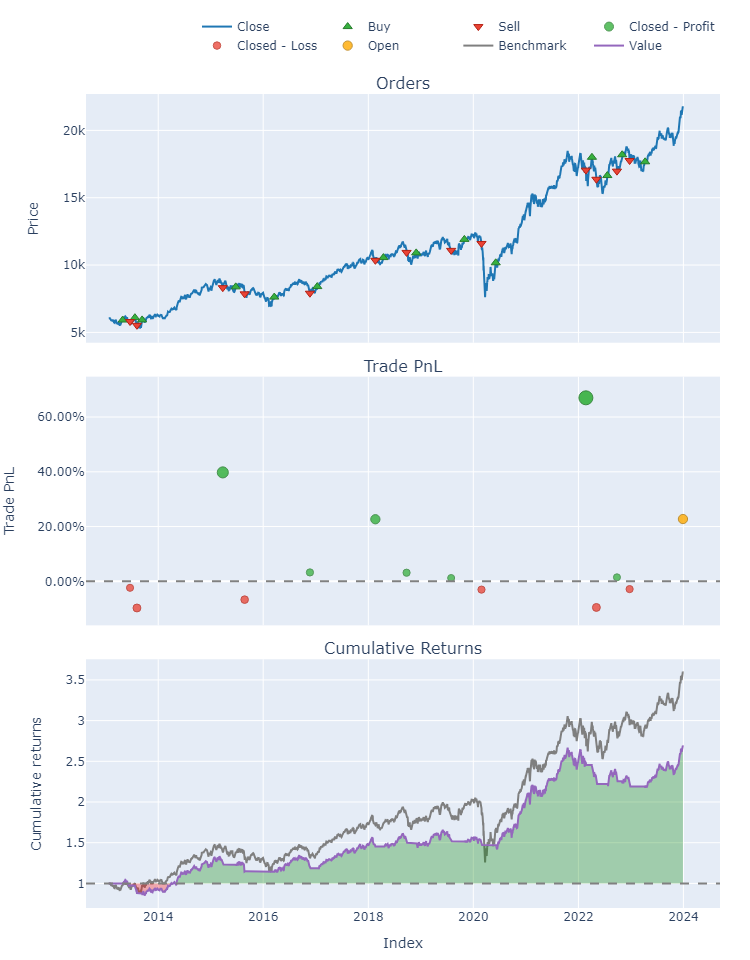 Close Buy Sell Closed - Profit
Closed - Loss Open Benchmark Value
Orders
20k
15k
10k
5k
Price
Trade PnL
60.00%
40.00%
20.00%
0.00%
Trade PnL
Cumulative Returns
3.5
3
2.5
2
1.5
1
Cumulative returns
2014 2016 2018 2020 2022 2024
Index